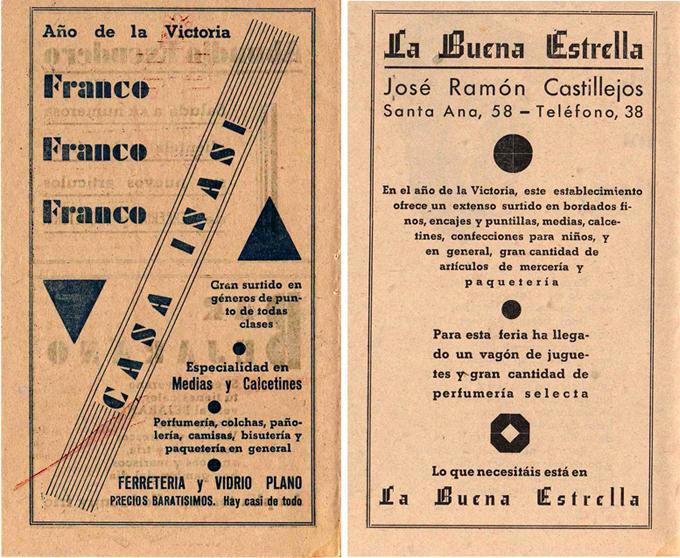 Año de la Victoria
Franco
Franco
Franco
CASA ISASI
Gran surtido en
géneros de pun-
to de todas
clases
Especialidad en
Medias y Calcetines
Perfumería, colchas, paño-
lería, camisas, bisutería y
paquetería en general
FERRETERIA y VIDRIO PLANO
PRECIOS BARATISIMOS. Hay casi de todo
La Buena Estrella
José Ramón Castillejos
Santa Ana, 58 — Teléfono, 38
En el año de la Victoria, este establecimiento
ofrece un extenso surtido en bordados fi-
nos, encajes y puntillas, medias, calce-
tines, confecciones para niños, y
en general, gran cantidad de
artículos de mercería y
paquetería
Para esta feria ha llega-
do un vagón de jugue-
tes y gran cantidad de
perfumería selecta
Lo que necesitáis está en
La Buena Estrella